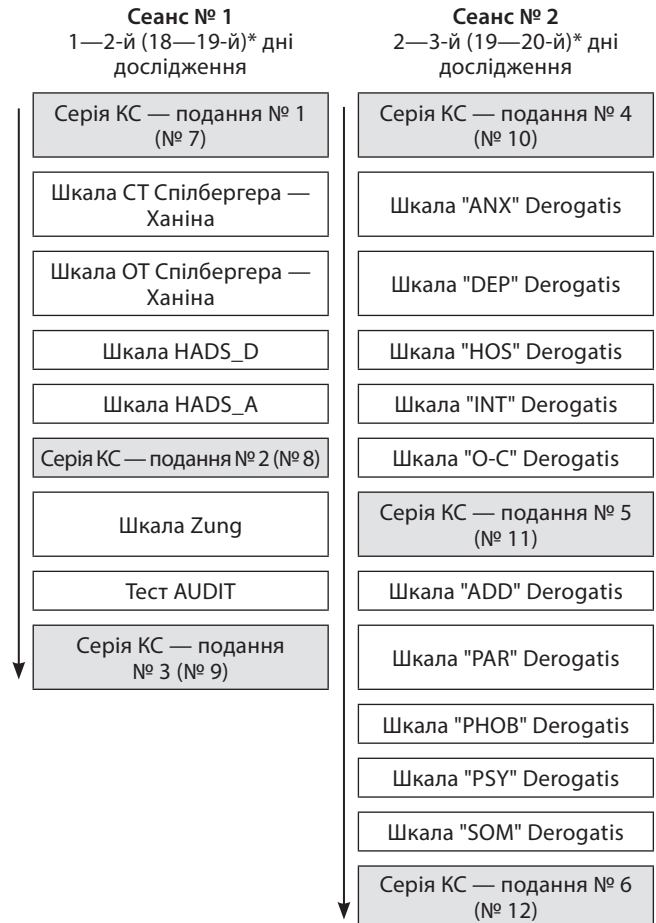 Сеанс № 1
1—2-й (18—19-й)* дні
дослідження
Серія КС — подання № 1
(№ 7)
Шкала СТ Спілбергера —
Ханіна
Шкала ОТ Спілбергера —
Ханіна
Шкала HADS_D
Шкала HADS_A
Серія КС — подання № 2 (№ 8)
Шкала Zung
Тест AUDIT
Серія КС — подання
№ 3 (№ 9)
Сеанс № 2
2—3-й (19—20-й)* дні
дослідження
Серія КС — подання № 4
(№ 10)
Шкала "ANX" Derogatis
Шкала "DEP" Derogatis
Шкала "HOS" Derogatis
Шкала "INT" Derogatis
Шкала "O-C" Derogatis
Серія КС — подання № 5
(№ 11)
Шкала "ADD" Derogatis
Шкала "PAR" Derogatis
Шкала "PHOB" Derogatis
Шкала "PSY" Derogatis
Шкала "SOM" Derogatis
Серія КС — подання № 6
(№ 12)